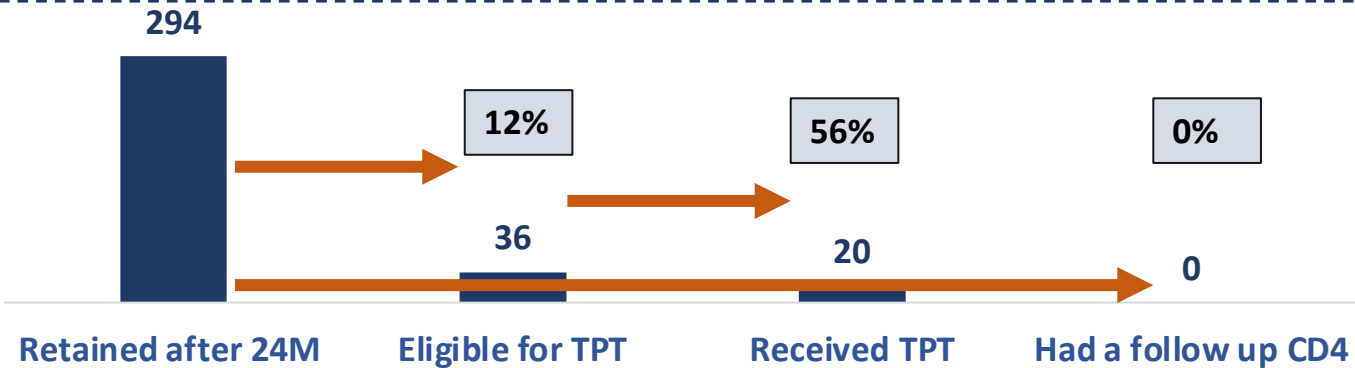 294
12%
56%
0%
36
20
0
Retained after 24M
Eligible for TPT
Received TPT
Had a follow up CD4